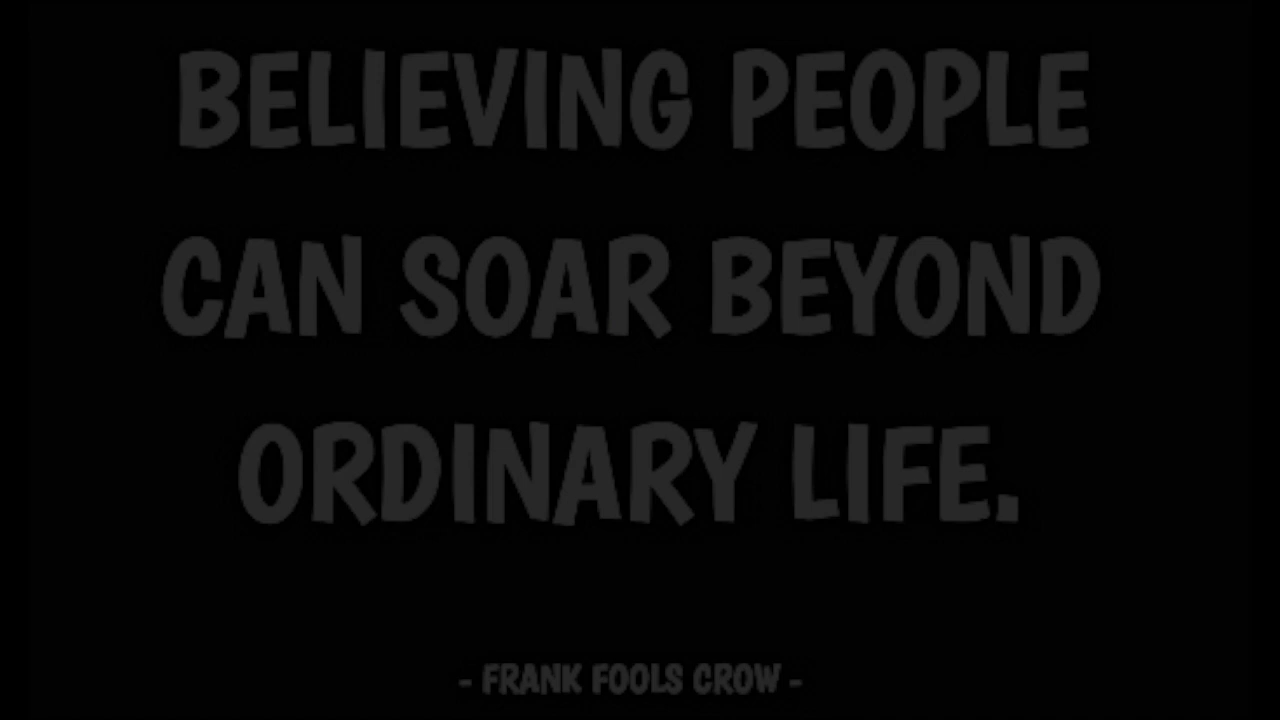 BELIEVING PEOPLE
CAN SOAR BEYOND
ORDINARY LIFE.
- FRANK FOOLS CROW -